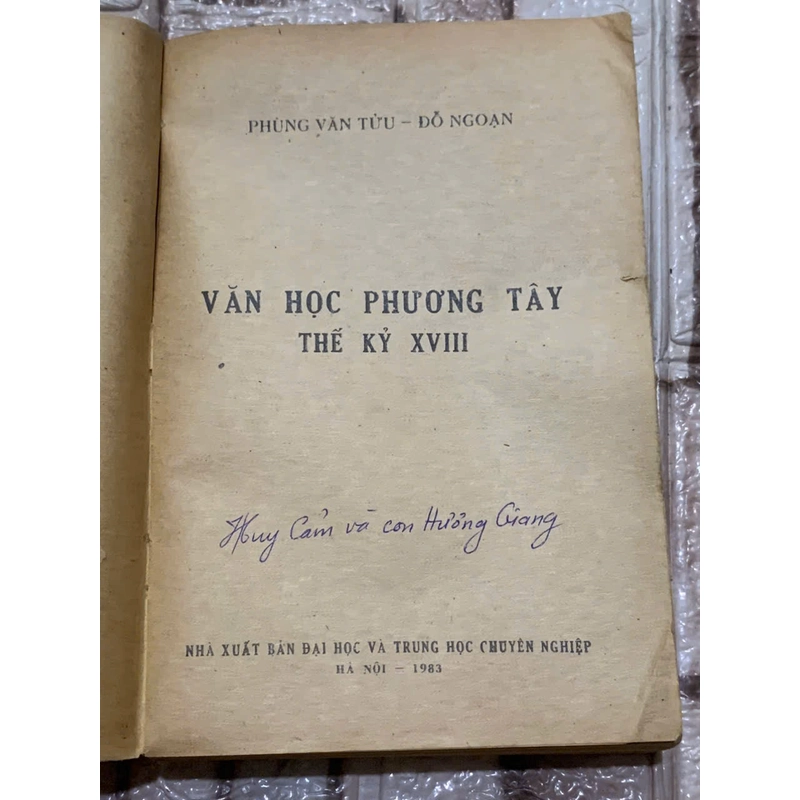 PHÙNG VĂN TỬU – ĐỖ NGOẠN
VĂN HỌC PHƯƠNG TÂY
THẾ KỶ XVIII
Huy Cẩm và con Hưởng Giang
NHÀ XUẤT BẢN ĐẠI HỌC VÀ TRUNG HỌC CHUYÊN NGHIỆP
HÀ NỘI – 1983